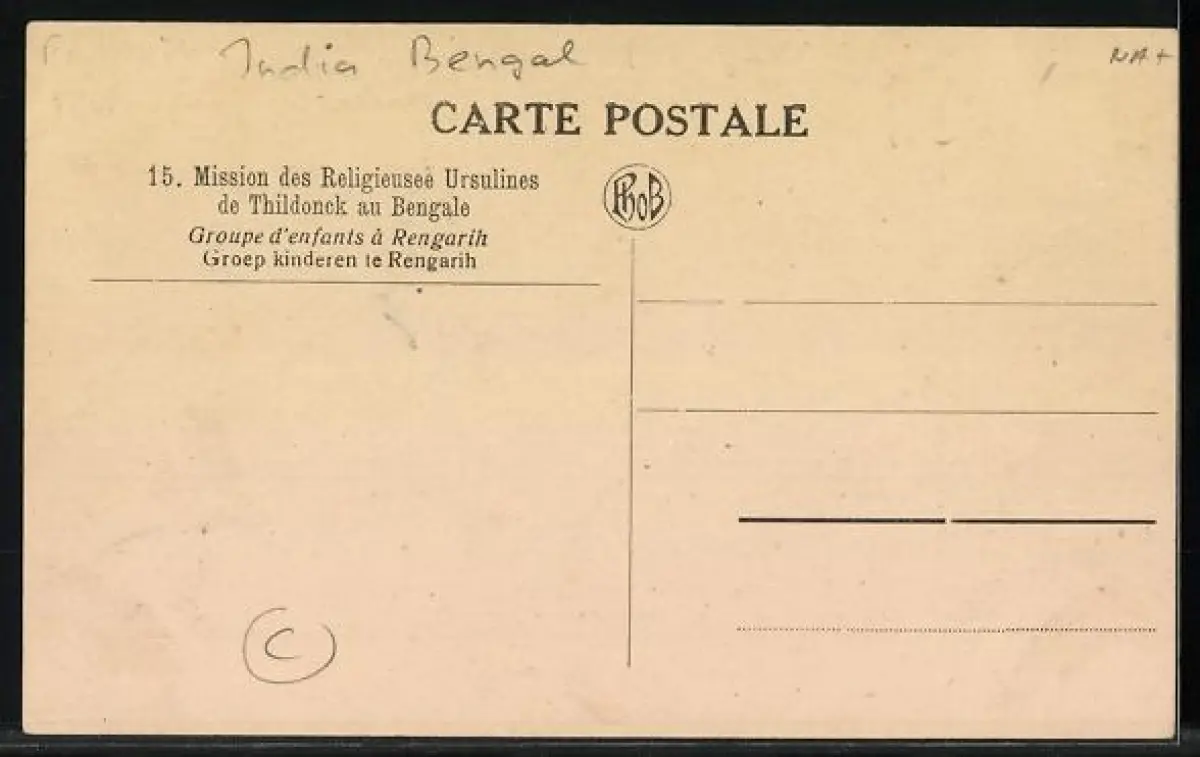 India Bengal
NA+
CARTE POSTALE
15. Mission des Religieusee Ursulines
de Thildonck au Bengale
PhoB
Groupe d'enfants à Rengarih
Groep kinderen te Rengarih
C